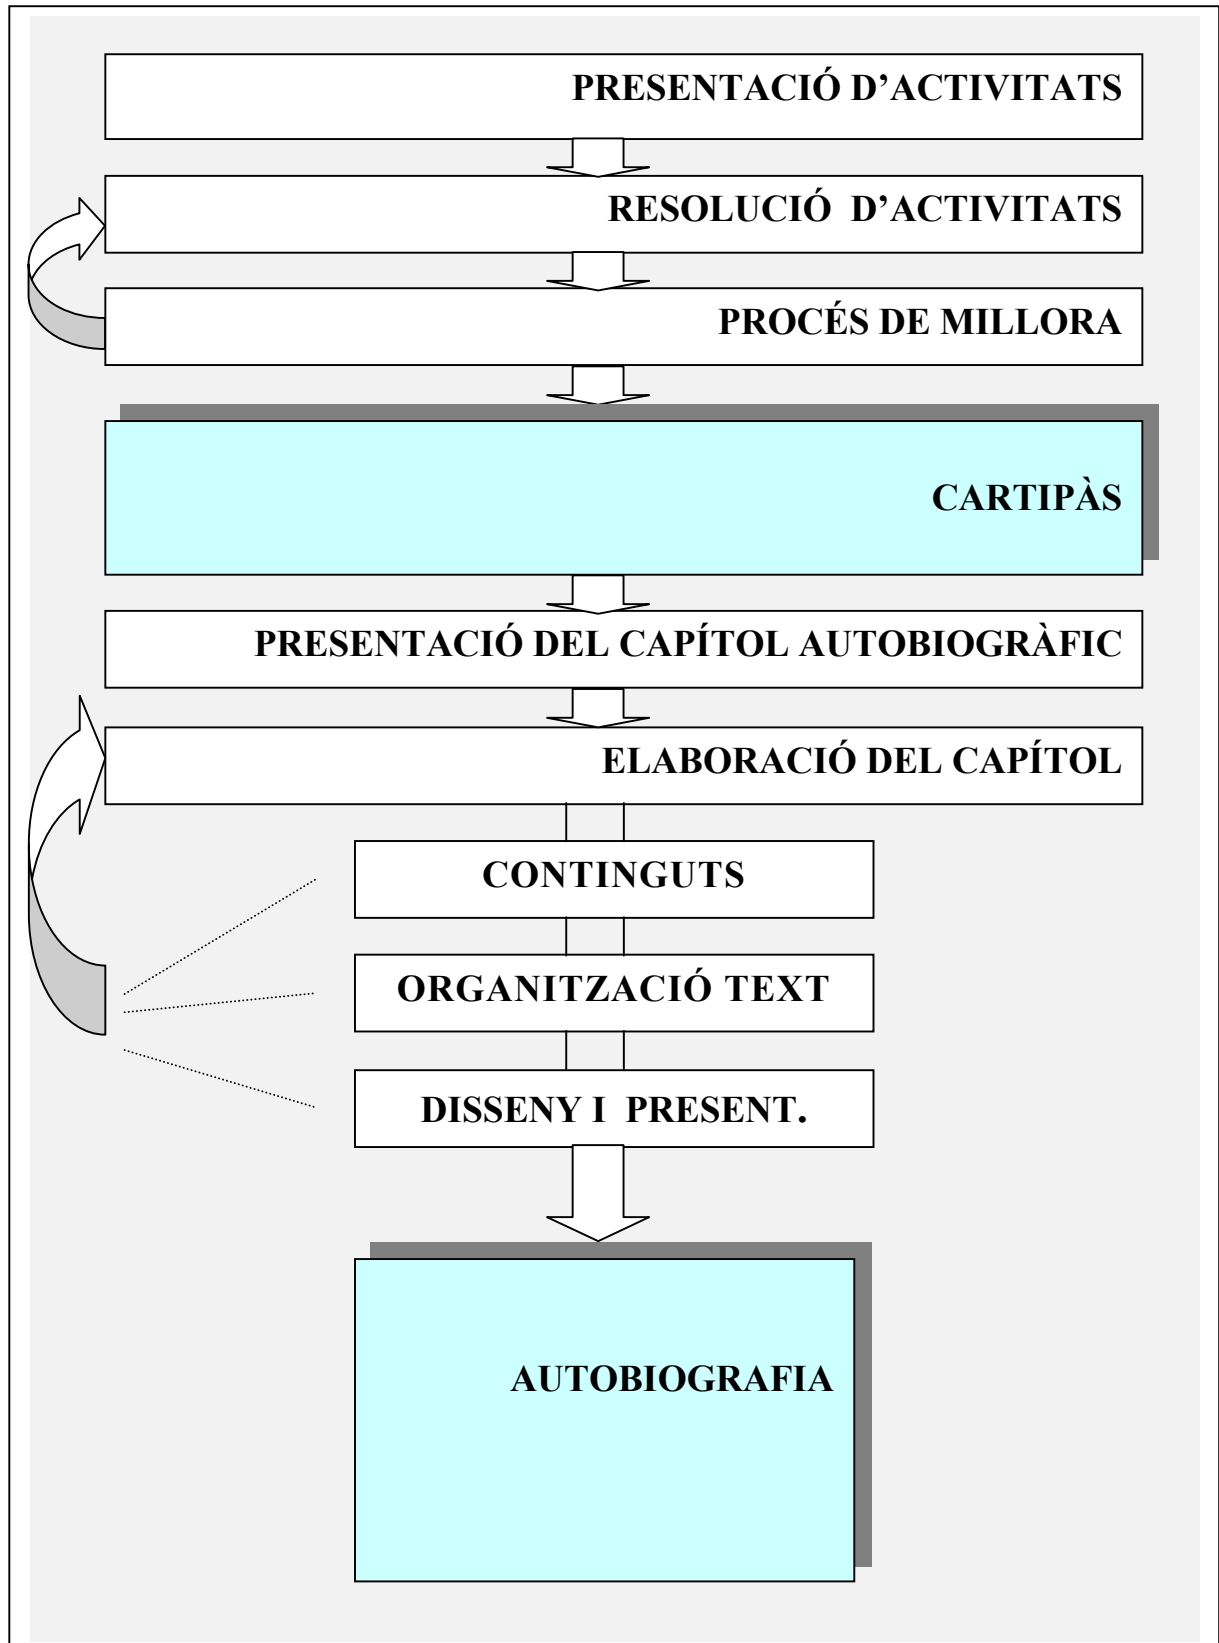 PRESENTACIÓ D’ACTIVITATS
RESOLUCIÓ D’ACTIVITATS
PROCÉS DE MILLORA
CARTIPÀS
PRESENTACIÓ DEL CAPÍTOL AUTOBIOGRÀFIC
ELABORACIÓ DEL CAPÍTOL
CONTINGUTS
ORGANITZACIÓ TEXT
DISSENY I PRESENT.
AUTOBIOGRAFIA